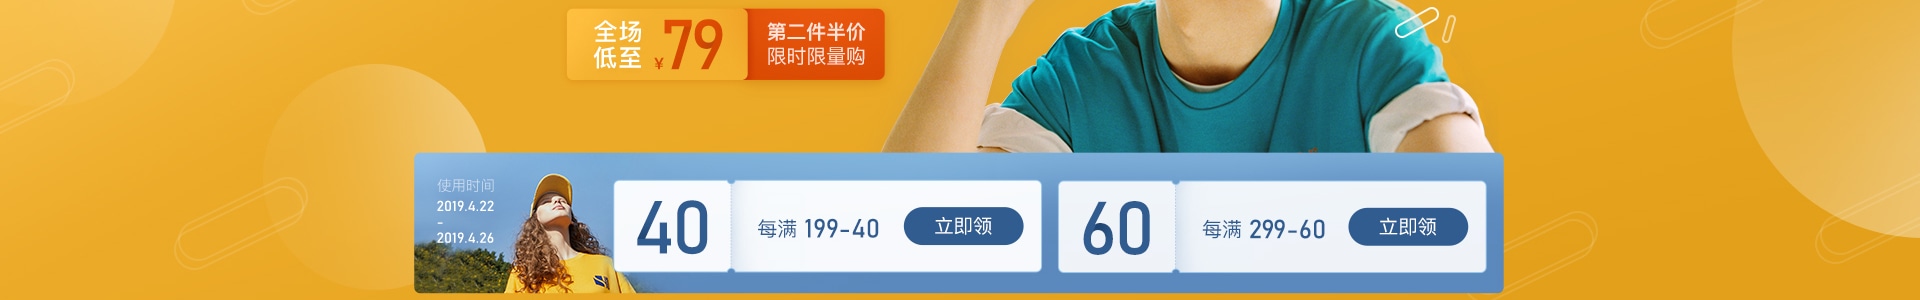 全场
低至 ¥79
第二件半价
限时限量购
使用时间
2019.4.22
-
2019.4.26
40
每满 199-40
立即领
60
每满 299-60
立即领